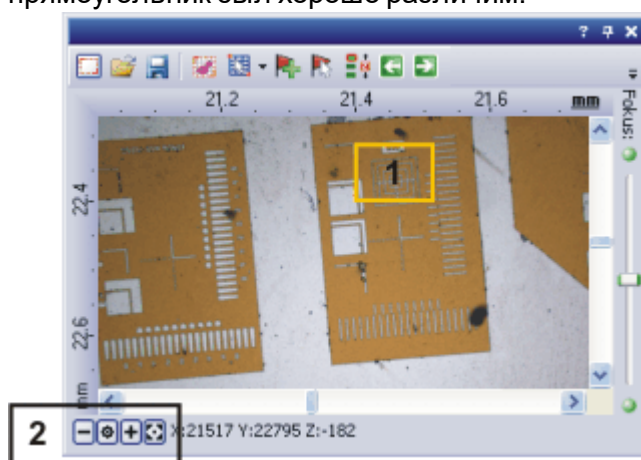 прямоугольник был хорошо различим.
mm
21,2 21,4 21,6
Fokus:
22,4
22,6
mm
1
2
X:21517 Y:22795 Z:-182